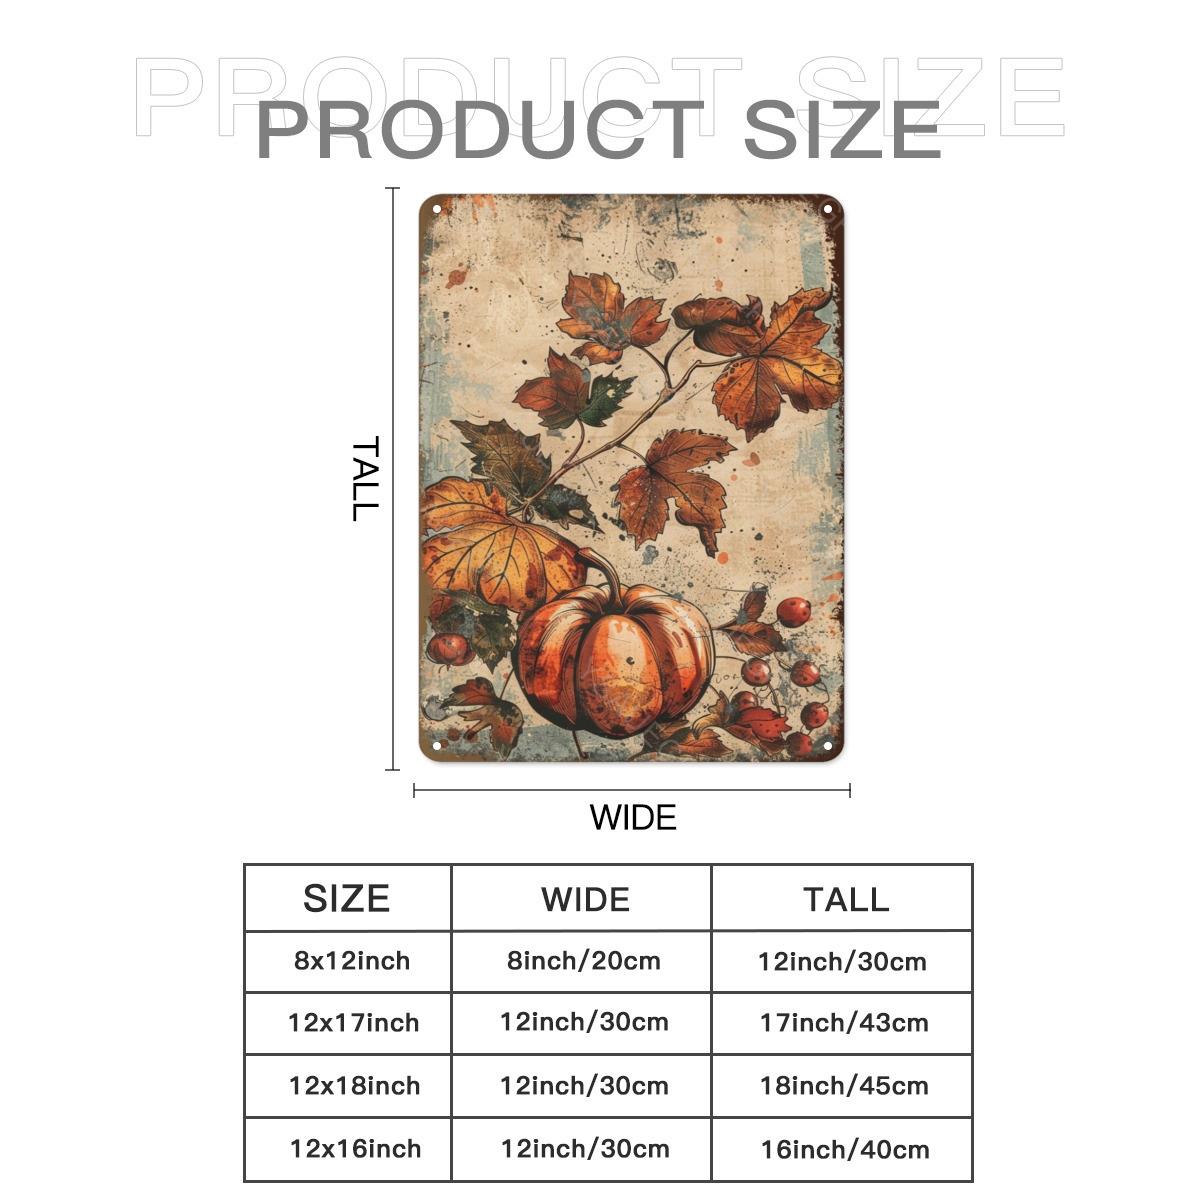 PRODUCT SIZE
PRODUCT SIZE
TALL
WIDE
SIZE WIDE TALL
8x12inch 8inch/20cm 12inch/30cm
12x17inch 12inch/30cm 17inch/43cm
12x18inch 12inch/30cm 18inch/45cm
12x16inch 12inch/30cm 16inch/40cm